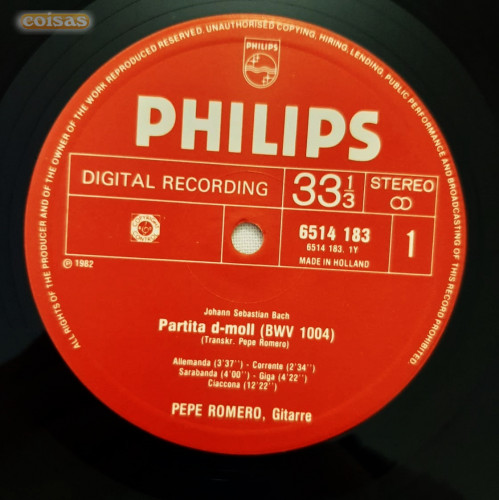 coisas
ALL RIGHTS OF THE PRODUCER AND OF THE OWNER OF THE WORK REPRODUCED RESERVED. UNAUTHORISED COPYING, HIRING, LENDING, PUBLIC PERFORMANCE AND BROADCASTING OF THIS RECORD PROHIBITED
PHILIPS
PHILIPS
DIGITAL RECORDING
33 1/3
STEREO
6514 183
6514 183. 1Y
MADE IN HOLLAND
1
℗ 1982
Johann Sebastian Bach
Partita d-moll (BWV 1004)
(Transkr. Pepe Romero)
Allemanda (3'37'') - Corrente (2'34'')
Sarabanda (4'00'') - Giga (4'22'')
Ciaccona (12'22'')
PEPE ROMERO, Gitarre